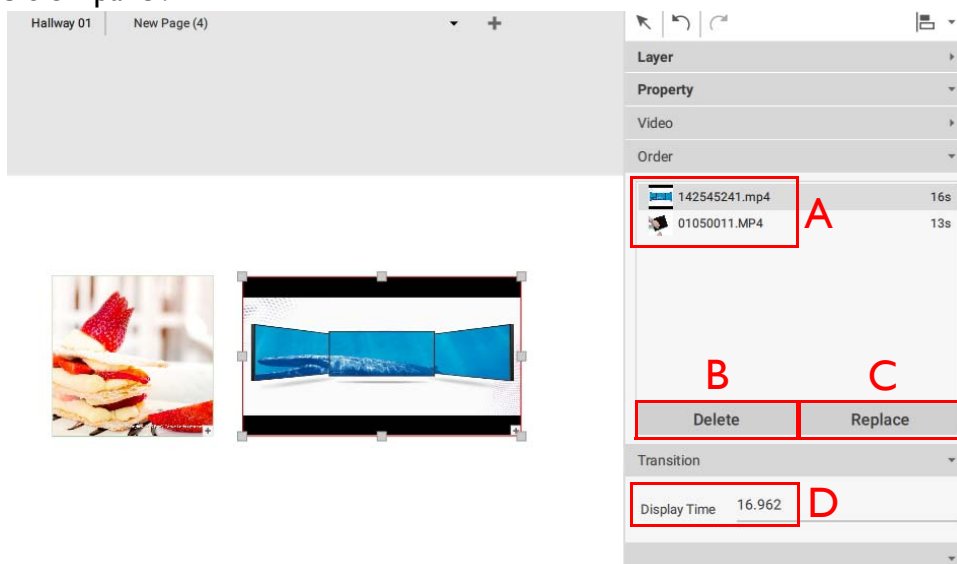 Hallway 01 New Page (4)
Layer
Property
Video
Order
142545241.mp4 16s
A
01050011.MP4 13s
B C
Delete Replace
Transition
Display Time 16.962 D